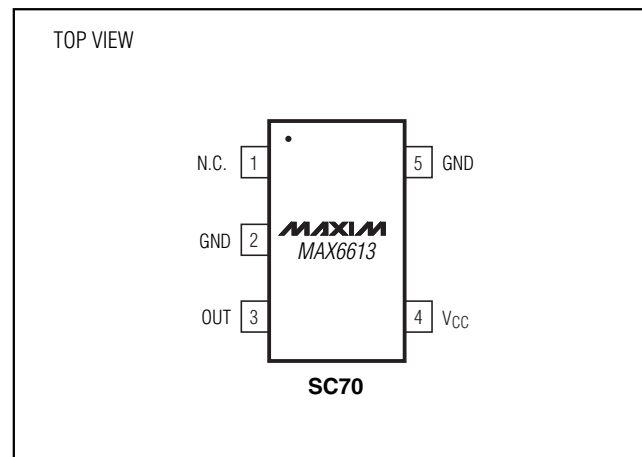 TOP VIEW
N.C. 1 5 GND
MAXIM
GND 2 MAX6613
OUT 3 4 VCC
SC70